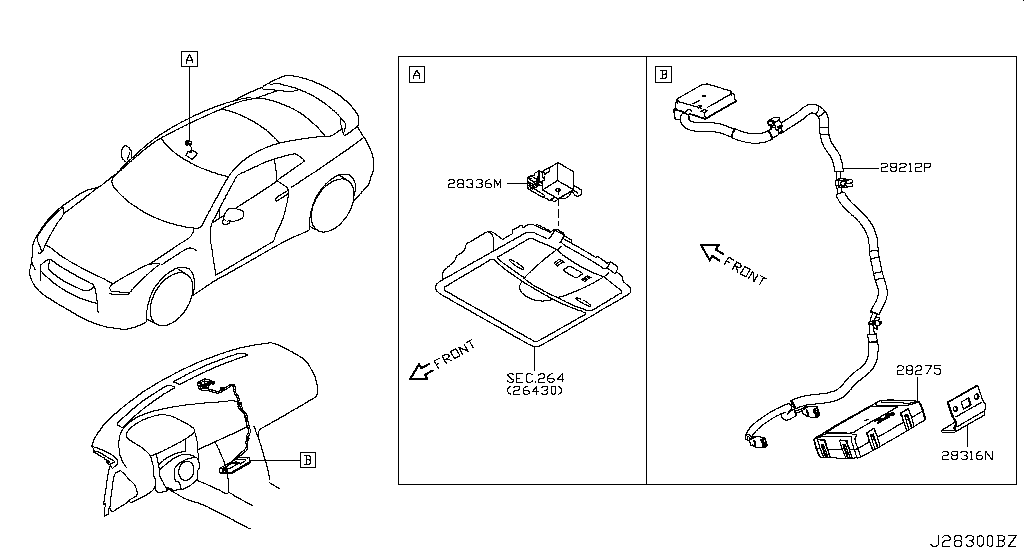 A
A
B
28336M
28212P
FRONT
FRONT
SEC.264
(26430)
28275
28316N
B
J28300BZ